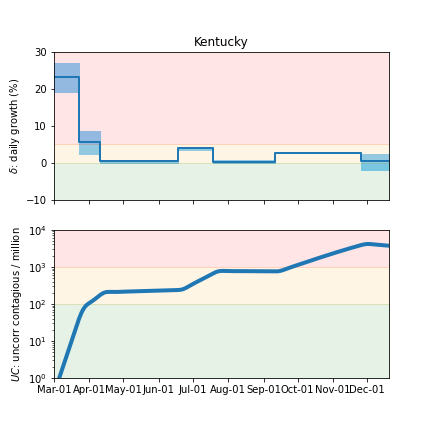 Kentucky
δ: daily growth (%)
30
20
10
0
−10
UC: uncorr contagious / million
10⁴
10³
10²
10¹
10⁰
Mar-01 Apr-01 May-01 Jun-01 Jul-01 Aug-01 Sep-01 Oct-01 Nov-01 Dec-01